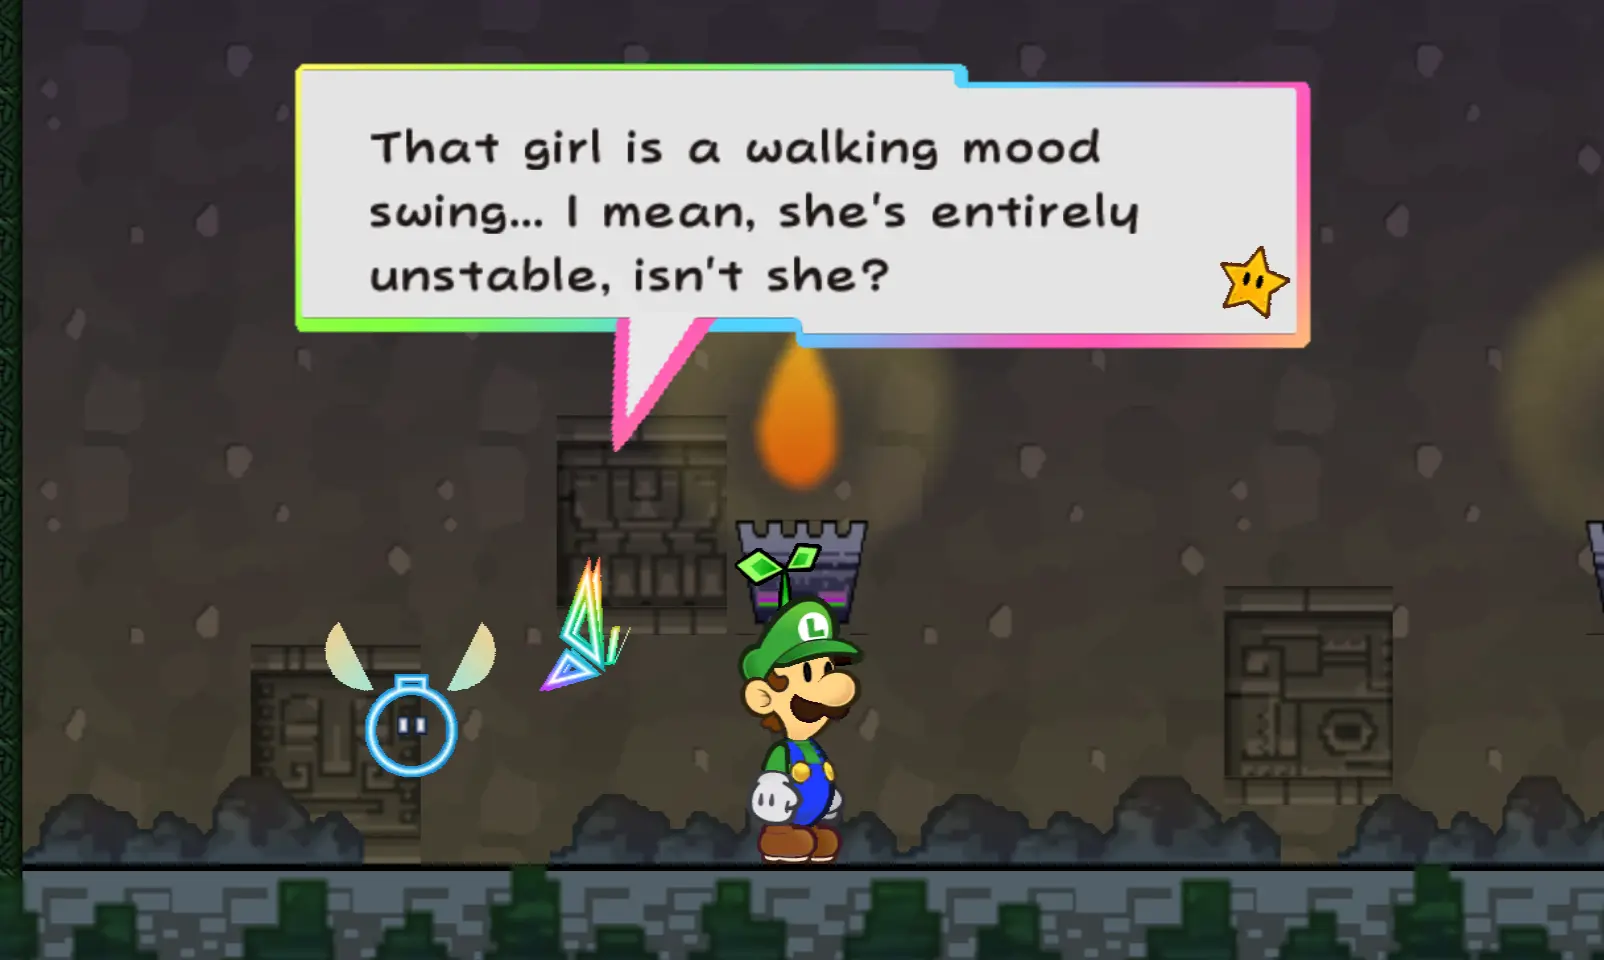 That girl is a walking mood
swing... I mean, she's entirely
unstable, isn't she?
L